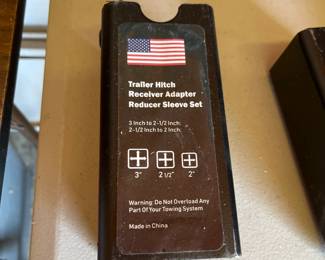 Trailer Hitch
Receiver Adapter
Reducer Sleeve Set
3 Inch to 2-1/2 Inch;
2-1/2 Inch to 2 Inch.
3" 2 1/2" 2"
Warning: Do Not Overload Any
Part Of Your Towing System
Made in China